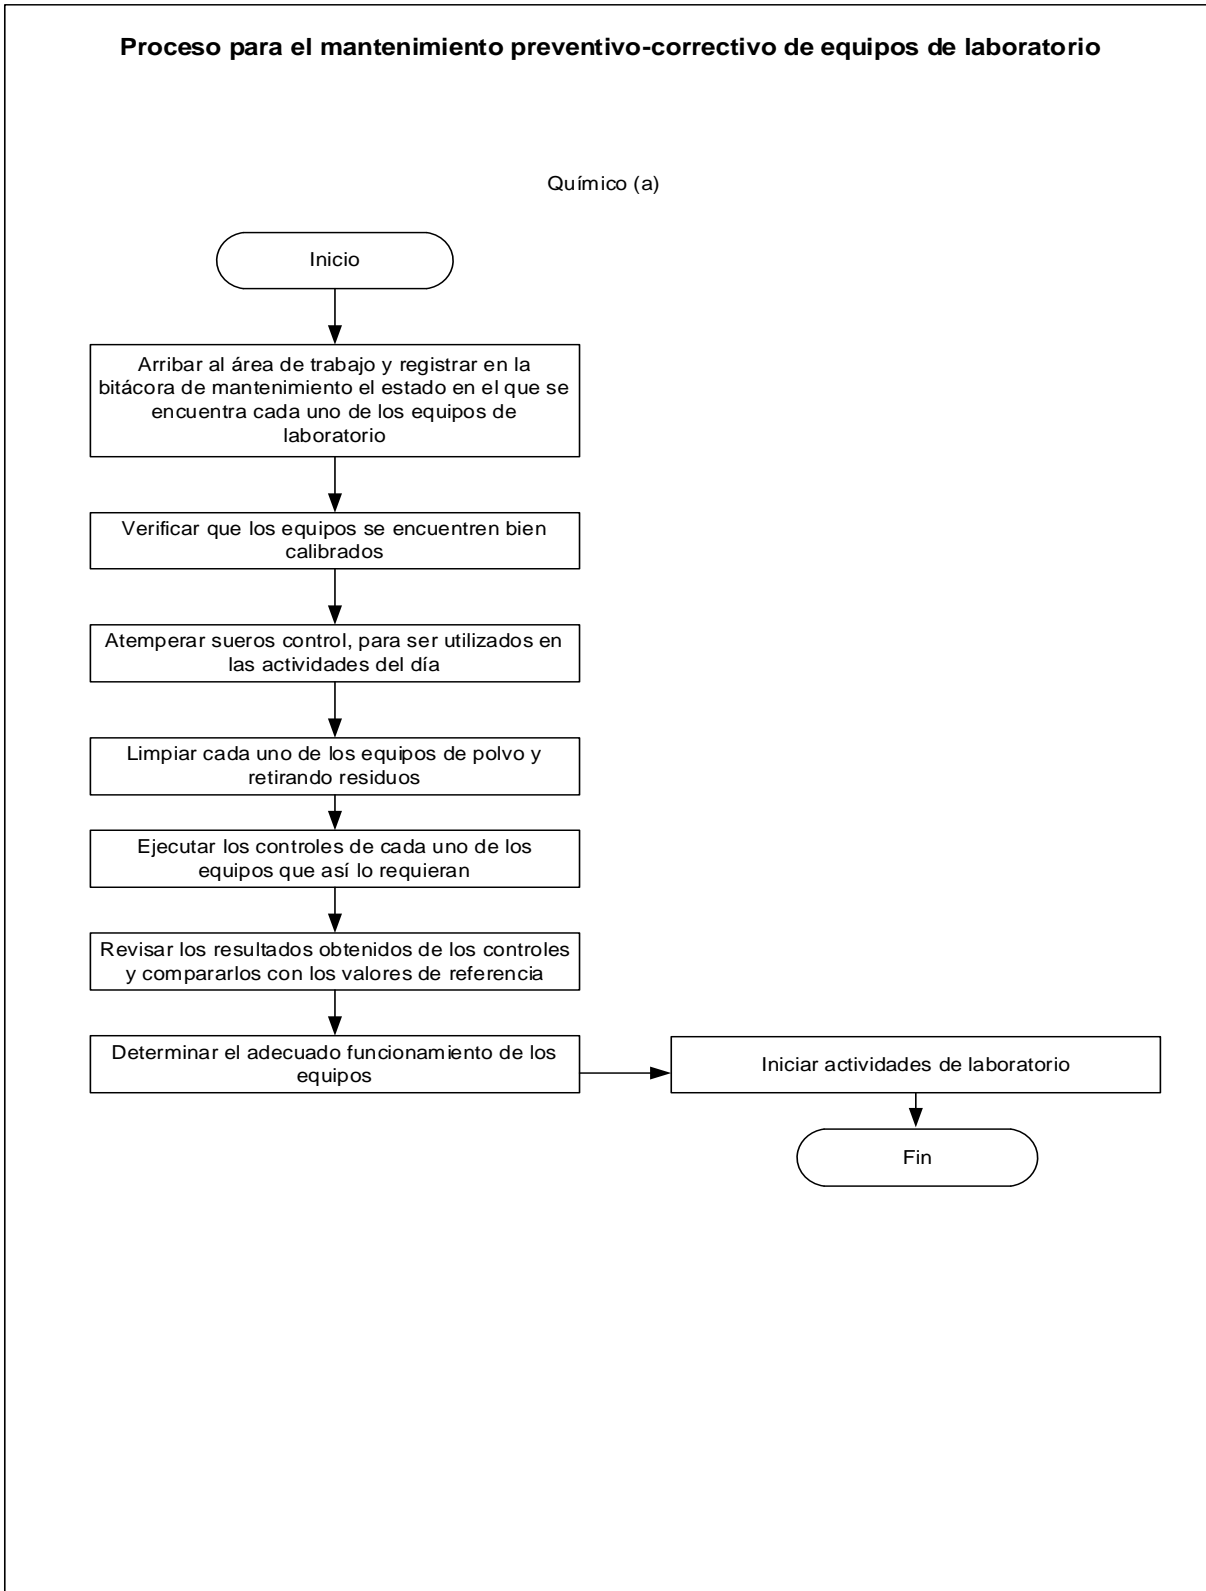 Proceso para el mantenimiento preventivo-correctivo de equipos de laboratorio
Químico (a)
Inicio
Arribar al área de trabajo y registrar en la
bitácora de mantenimiento el estado en el que se
encuentra cada uno de los equipos de
laboratorio
Verificar que los equipos se encuentren bien
calibrados
Atemperar sueros control, para ser utilizados en
las actividades del día
Limpiar cada uno de los equipos de polvo y
retirando residuos
Ejecutar los controles de cada uno de los
equipos que así lo requieran
Revisar los resultados obtenidos de los controles
y compararlos con los valores de referencia
Determinar el adecuado funcionamiento de los
equipos
Iniciar actividades de laboratorio
Fin